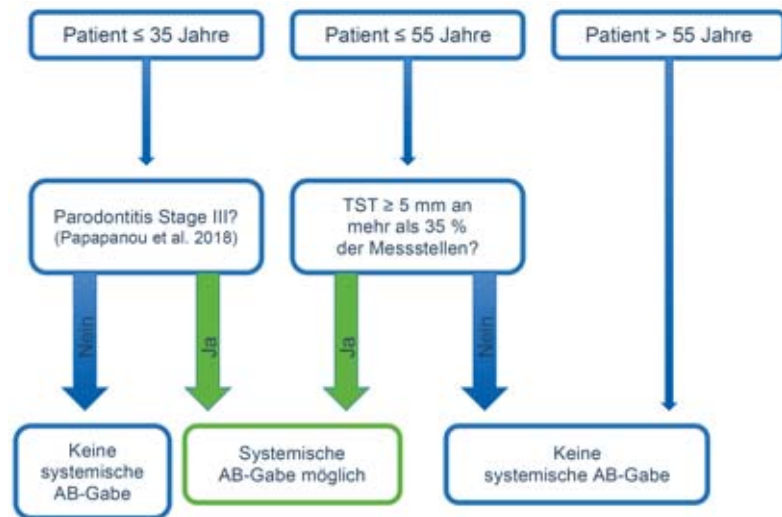 Patient ≤ 35 Jahre
Patient ≤ 55 Jahre
Patient > 55 Jahre
Parodontitis Stage III?
(Papapanou et al. 2018)
TST ≥ 5 mm an
mehr als 35 %
der Messstellen?
Nein
Ja
Ja
Nein
Keine
systemische
AB-Gabe
Systemische
AB-Gabe möglich
Keine
systemische AB-Gabe